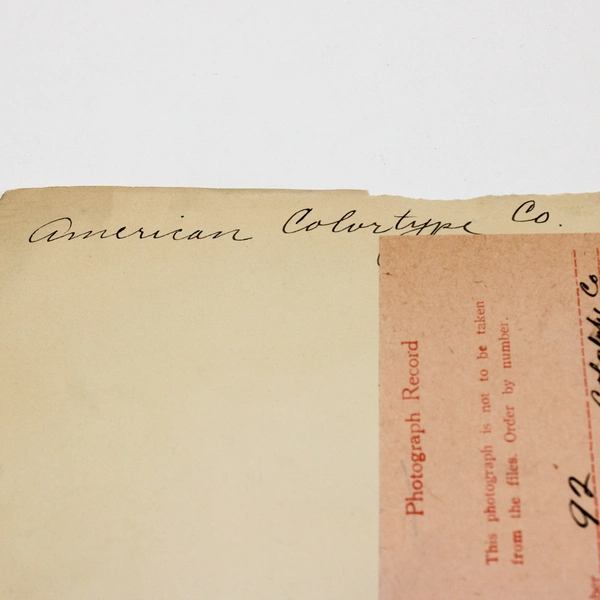 American Colortype Co.
Photograph Record
This photograph is not to be taken
from the files. Order by number.
92
Co